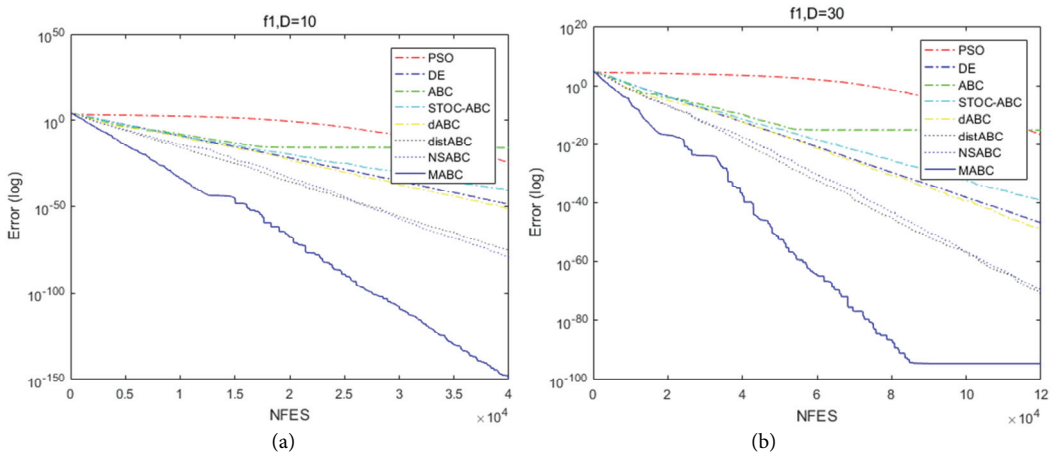 f1,D=10
10^50
10^0
10^-50
10^-100
10^-150
Error (log)
0
0.5
1
1.5
2
2.5
3
3.5
4
NFES
× 10^4
PSO
DE
ABC
STOC-ABC
dABC
distABC
NSABC
MABC
(a)
f1,D=30
10^20
10^0
10^-20
10^-40
10^-60
10^-80
10^-100
Error (log)
0
2
4
6
8
10
12
NFES
× 10^4
PSO
DE
ABC
STOC-ABC
dABC
distABC
NSABC
MABC
(b)